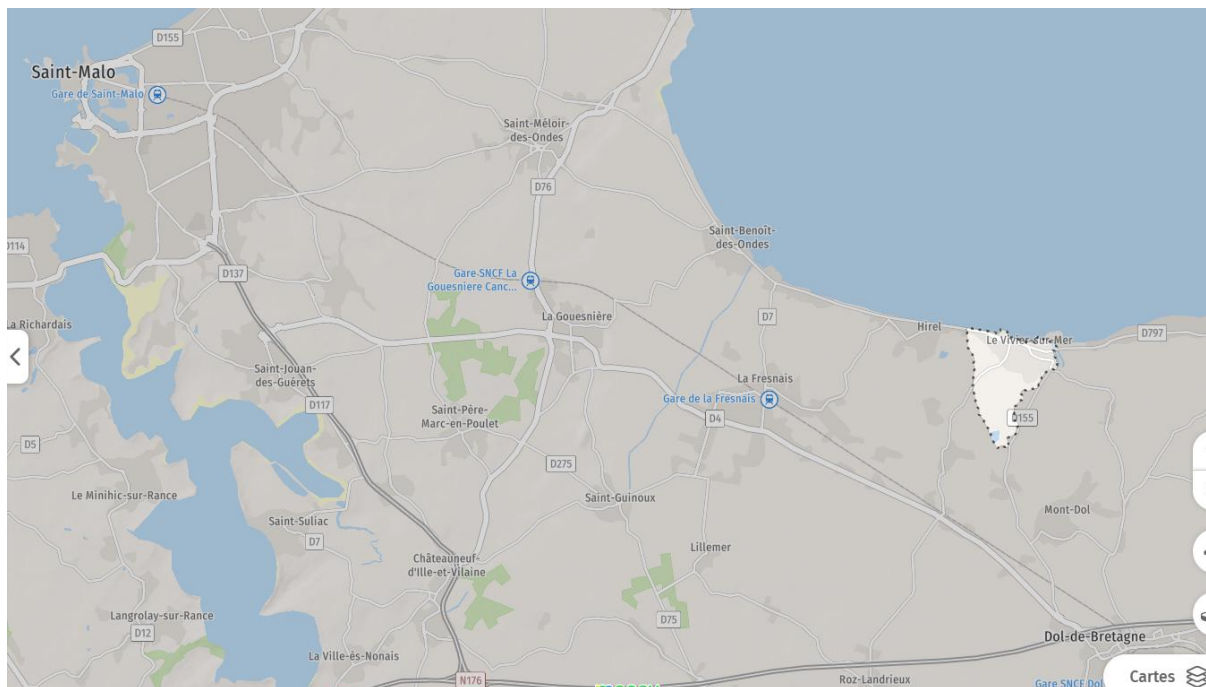 D155
Saint-Malo
Gare de Saint-Malo
Saint-Méloir-
des-Ondes
D76
Saint-Benoît-
des-Ondes
D114
D137
Gare SNCF La
Gouesniere Canc...
La Gouesnière
D7
La Richardais
Hirel
Le Vivier-sur-Mer
D797
Saint-Jouan-
des-Guérets
La Fresnais
Gare de la Fresnais
D117
Saint-Père-
Marc-en-Poulet
D4
D155
D5
D275
Le Minihic-sur-Rance
Saint-Guinoux
Mont-Dol
Saint-Suliac
D7
Lillemer
Châteauneuf-
d'Ille-et-Vilaine
Langrolay-sur-Rance
D12
D75
Dol-de-Bretagne
La Ville-ès-Nonais
N176
Roz-Landrieux
Cartes
Gare SNCF Dol